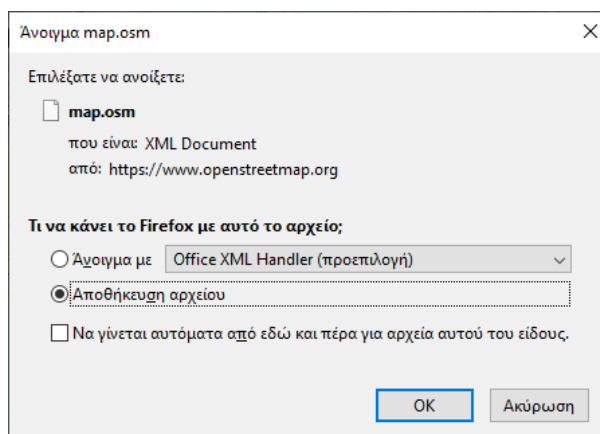 Άνοιγμα map.osm
Επιλέξατε να ανοίξετε:
map.osm
που είναι: XML Document
από: https://www.openstreetmap.org
Τι να κάνει το Firefox με αυτό το αρχείο;
Άνοιγμα με Office XML Handler (προεπιλογή)
Αποθήκευση αρχείου
Να γίνεται αυτόματα από εδώ και πέρα για αρχεία αυτού του είδους.
OK Ακύρωση